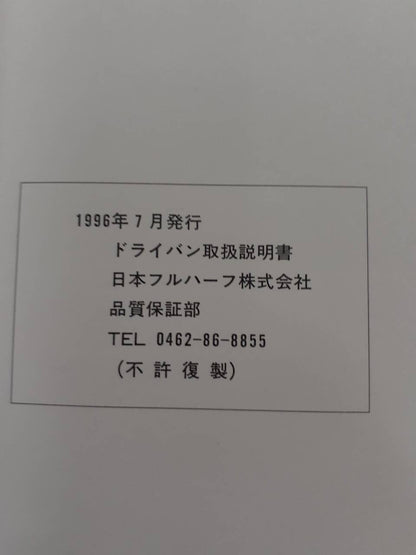 1996年7月発行
ドライバン取扱説明書
日本フルハーフ株式会社
品質保証部
TEL 0462-86-8855
(不許復製)